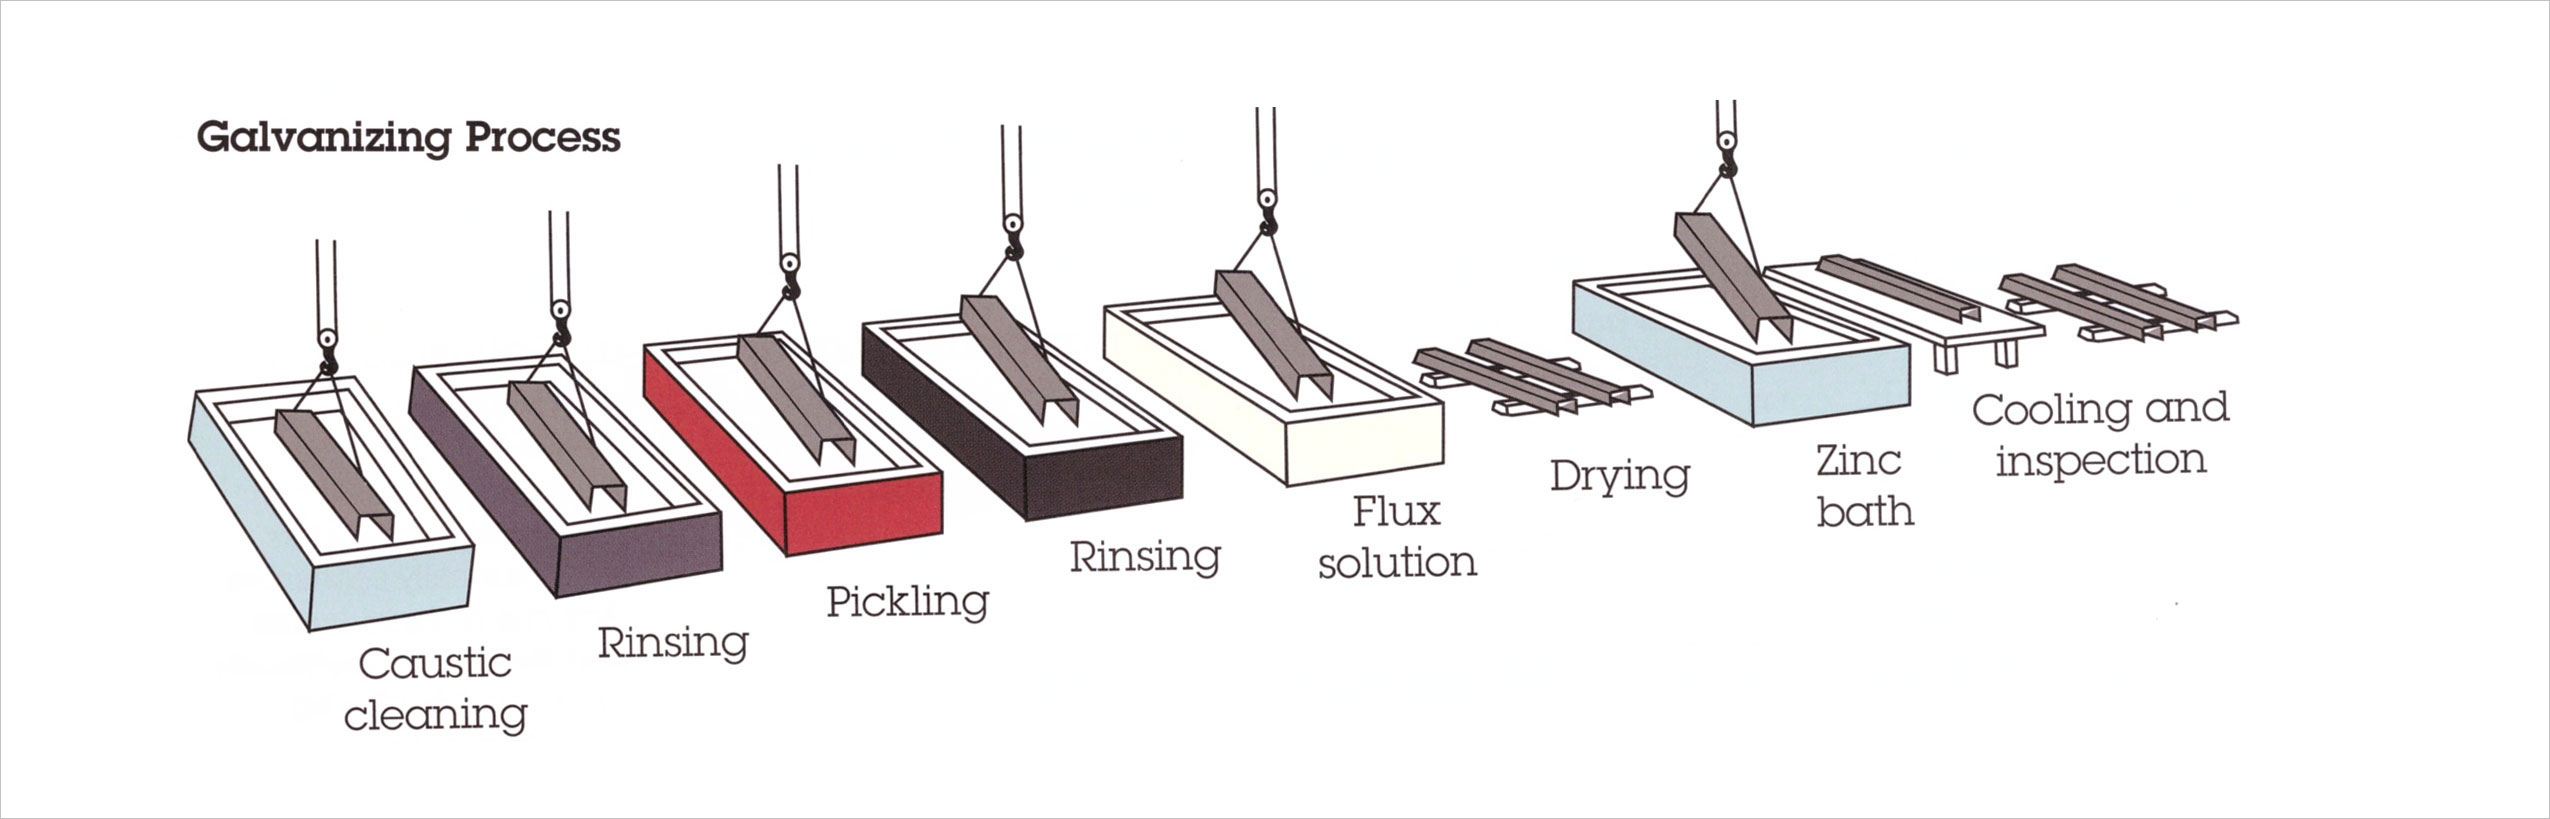 Galvanizing Process
Caustic
cleaning
Rinsing
Pickling
Rinsing
Flux
solution
Drying
Zinc
bath
Cooling and
inspection